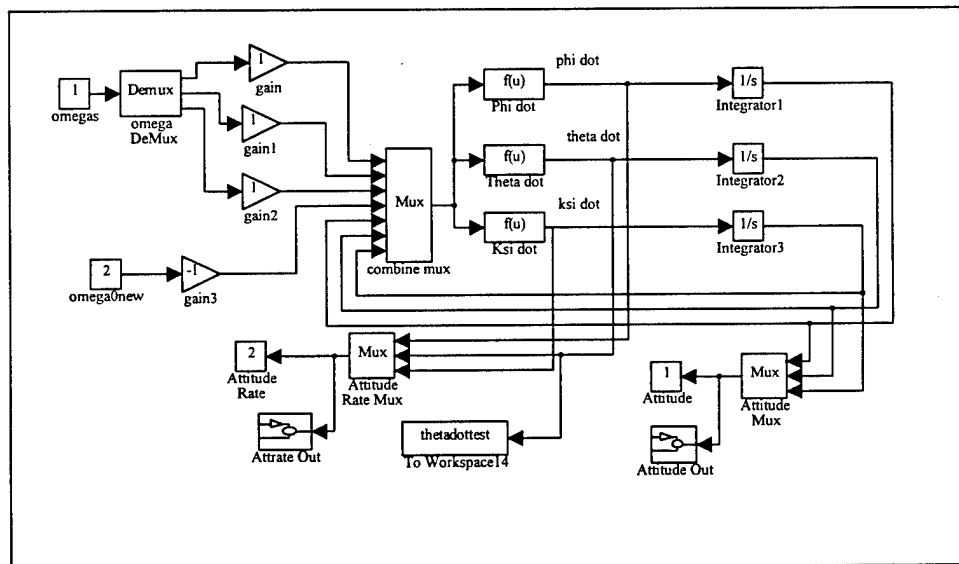 1
omegas
Demux
omega
DeMux
1
gain
1
gain1
1
gain2
2
omega0new
-1
gain3
Mux
combine mux
f(u)
Phi dot
phi dot
f(u)
Theta dot
theta dot
f(u)
Ksi dot
ksi dot
1/s
Integrator1
1/s
Integrator2
1/s
Integrator3
2
Attitude
Rate
Mux
Attitude
Rate Mux
Attrate Out
thetadottest
To Workspace14
1
Attitude
Mux
Attitude
Mux
Attitude Out